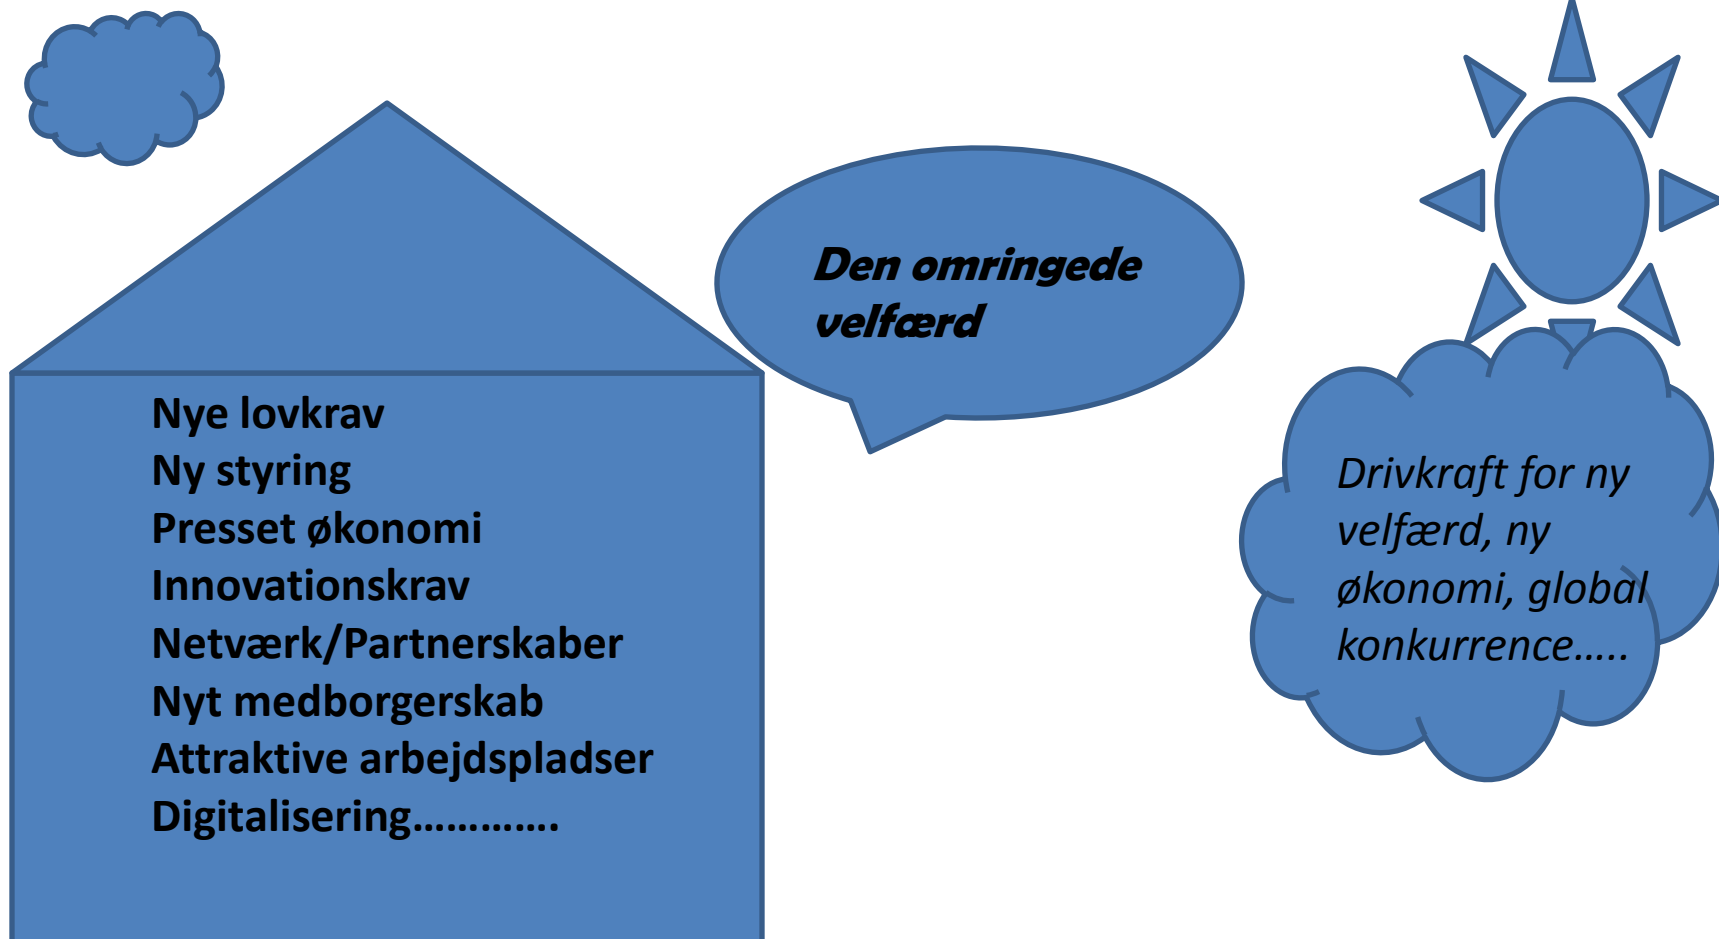 Den omringede
velfærd
Nye lovkrav
Ny styring
Presset økonomi
Innovationskrav
Netværk/Partnerskaber
Nyt medborgerskab
Attraktive arbejdspladser
Digitalisering………….
Drivkraft for ny
velfærd, ny
økonomi, global
konkurrence…..